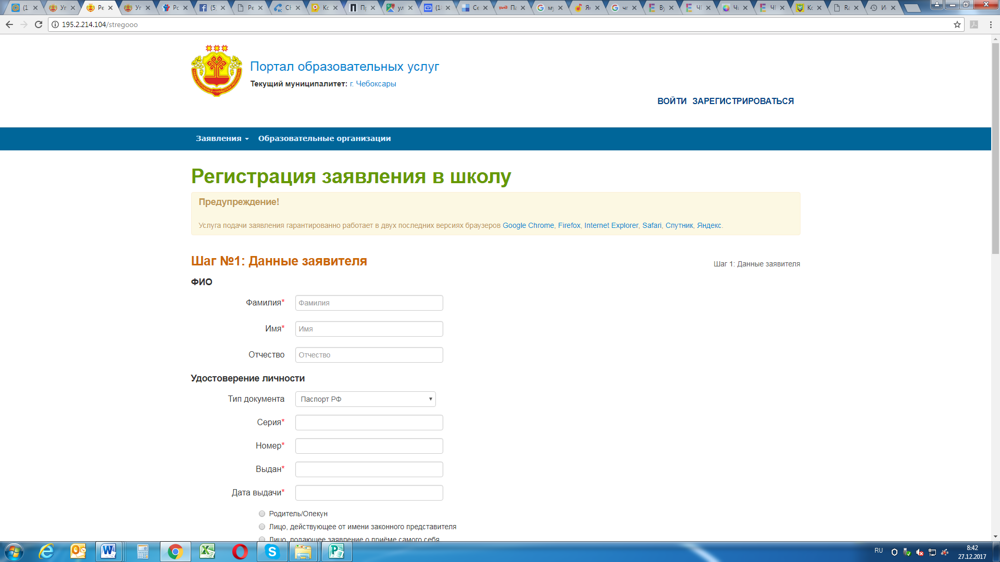 195.2.214.104/stregooo
Портал образовательных услуг
Текущий муниципалитет: г. Чебоксары
ВОЙТИ ЗАРЕГИСТРИРОВАТЬСЯ
Заявления Образовательные организации
Регистрация заявления в школу
Предупреждение!
Услуга подачи заявления гарантированно работает в двух последних версиях браузеров Google Chrome, Firefox, Internet Explorer, Safari, Спутник, Яндекс.
Шаг №1: Данные заявителя
Шаг 1: Данные заявителя
ФИО
Фамилия* Фамилия
Имя* Имя
Отчество Отчество
Удостоверение личности
Тип документа Паспорт РФ
Серия*
Номер*
Выдан*
Дата выдачи*
Родитель/Опекун
Лицо, действующее от имени законного представителя
Лицо, подающее заявление о приёме самого себя
RU
8:42
27.12.2017